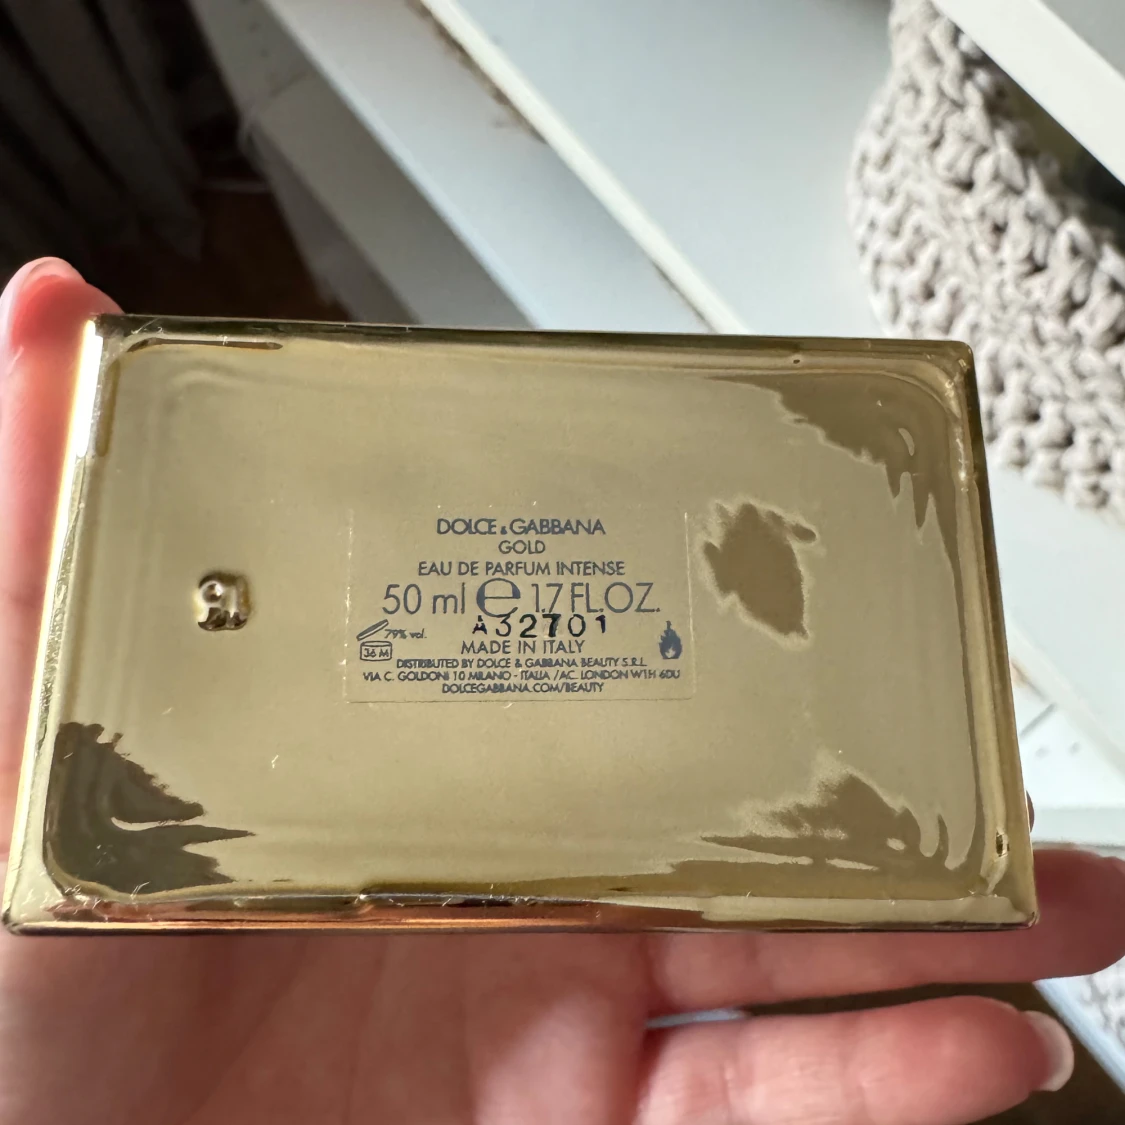 DOLCE & GABBANA
GOLD
EAU DE PARFUM INTENSE
50 ml e 1.7 FL.OZ.
A32701
79% vol.
36 M
MADE IN ITALY
DISTRIBUTED BY DOLCE & GABBANA BEAUTY S.R.L.
VIA C. GOLDONI 10 MILANO - ITALIA / AC. LONDON W1H 6DU
DOLCEGABBANA.COM/BEAUTY